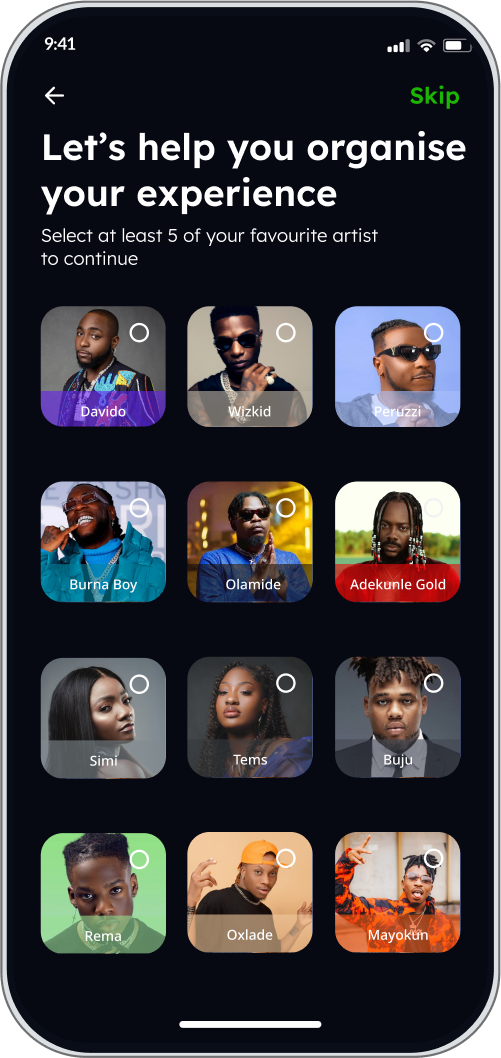 9:41
Skip
Let’s help you organise
your experience
Select at least 5 of your favourite artist
to continue
Davido
Wizkid
Peruzzi
Burna Boy
Olamide
Adekunle Gold
Simi
Tems
Buju
Rema
Oxlade
Mayokun